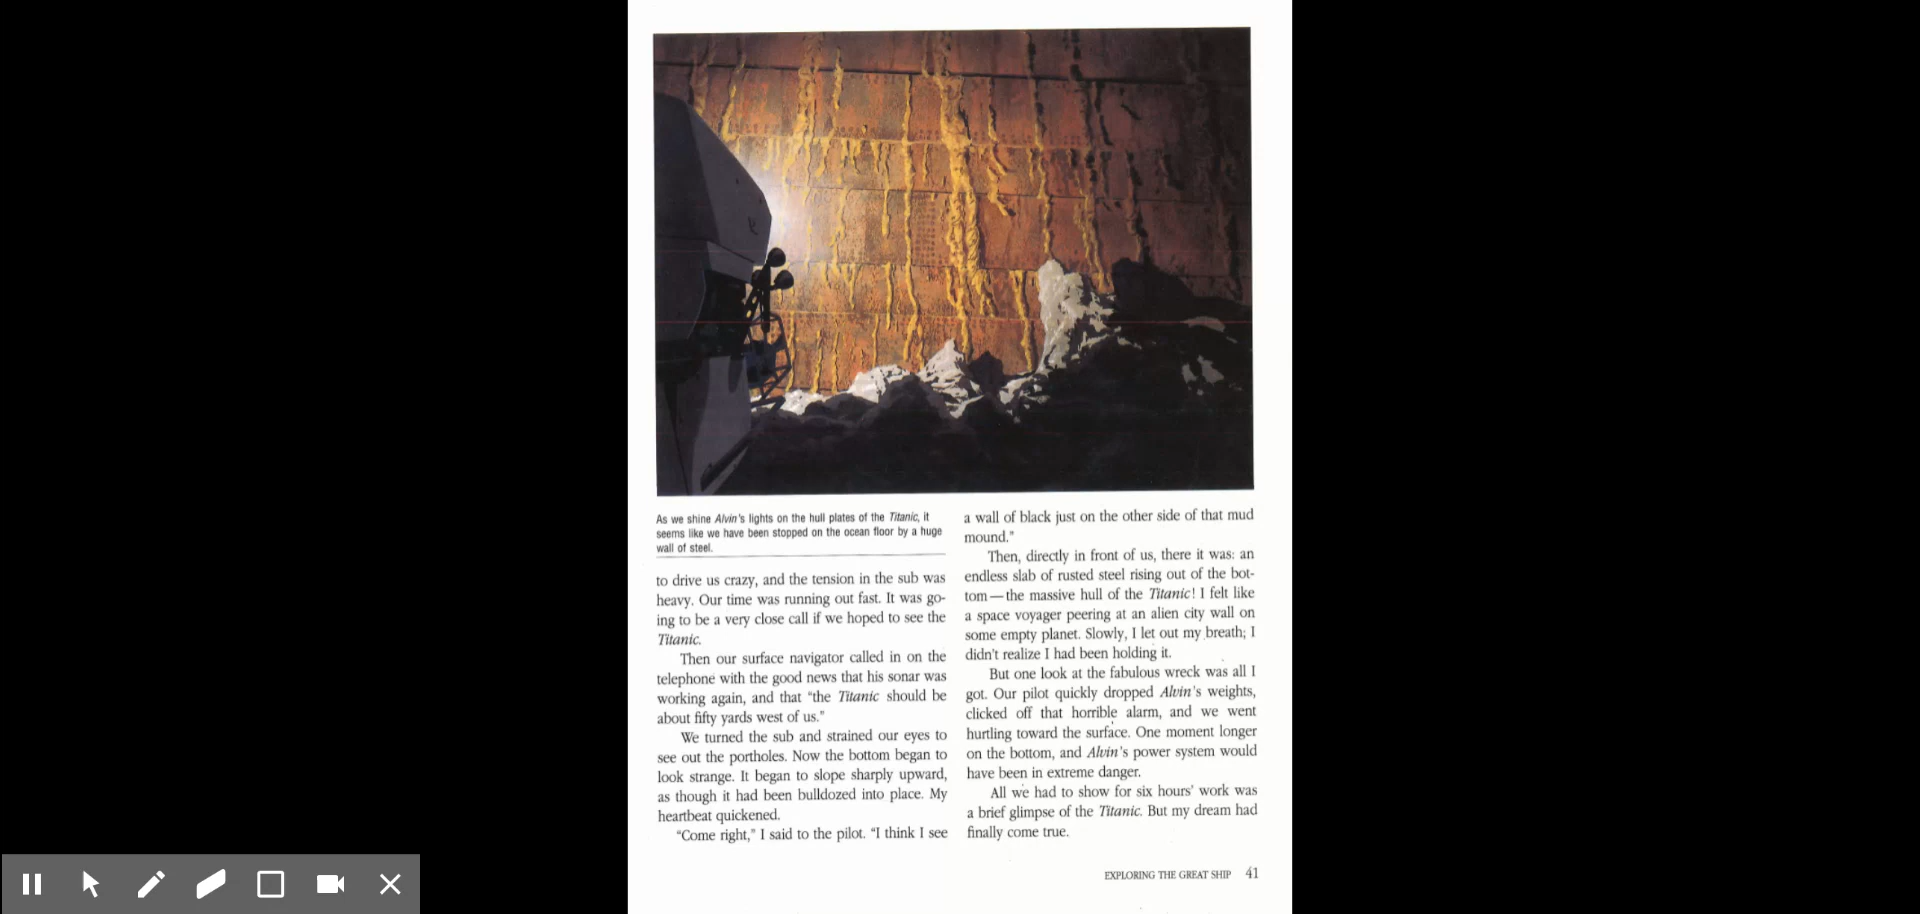 As we shine Alvin's lights on the hull plates of the Titanic, it
seems like we have been stopped on the ocean floor by a huge
wall of steel.
to drive us crazy, and the tension in the sub was
heavy. Our time was running out fast. It was go-
ing to be a very close call if we hoped to see the
Titanic.
Then our surface navigator called in on the
telephone with the good news that his sonar was
working again, and that "the Titanic should be
about fifty yards west of us."
We turned the sub and strained our eyes to
see out the portholes. Now the bottom began to
look strange. It began to slope sharply upward,
as though it had been bulldozed into place. My
heartbeat quickened.
"Come right," I said to the pilot. "I think I see
a wall of black just on the other side of that mud
mound."
Then, directly in front of us, there it was: an
endless slab of rusted steel rising out of the bot-
tom—the massive hull of the Titanic! I felt like
a space voyager peering at an alien city wall on
some empty planet. Slowly, I let out my breath; I
didn't realize I had been holding it.
But one look at the fabulous wreck was all I
got. Our pilot quickly dropped Alvin's weights,
clicked off that horrible alarm, and we went
hurtling toward the surface. One moment longer
on the bottom, and Alvin's power system would
have been in extreme danger.
All we had to show for six hours' work was
a brief glimpse of the Titanic. But my dream had
finally come true.
EXPLORING THE GREAT SHIP 41